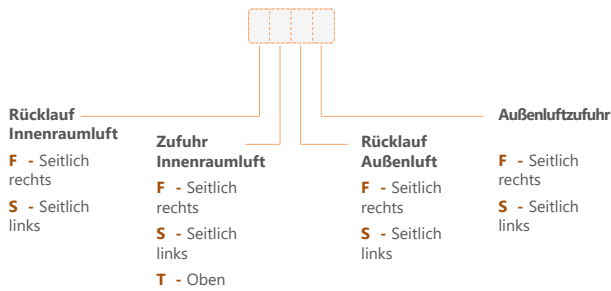 Rücklauf
Innenraumluft
F - Seitlich
rechts
S - Seitlich
links
Zufuhr
Innenraumluft
F - Seitlich
rechts
S - Seitlich
links
T - Oben
Rücklauf
Außenluft
F - Seitlich
rechts
S - Seitlich
links
Außenluftzufuhr
F - Seitlich
rechts
S - Seitlich
links